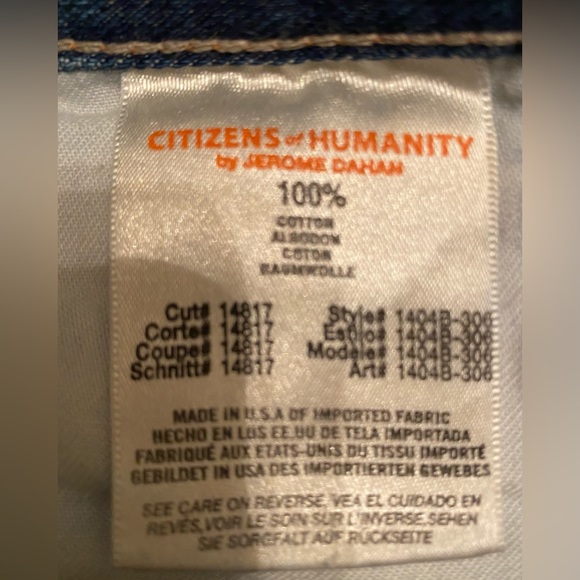 CITIZENS of HUMANITY
by JEROME DAHAN
100%
COTTON
ALGODON
COTON
BAUMWOLLE
Cut# 14817 Style# 1404B-306
Corte# 14817 Estilo# 1404B-306
Coupe# 14817 Modele# 1404B-306
Schnitt# 14817 Art# 1404B-306
MADE IN U.S.A OF IMPORTED FABRIC
HECHO EN LOS EE.UU DE TELA IMPORTADA
FABRIQUÉ AUX ETATS-UNIS DU TISSU IMPORTÉ
GEBILDET IN USA DES IMPORTIERTEN GEWEBES
SEE CARE ON REVERSE, VEA EL CUIDADO EN
REVÉS, VOIR LE SOIN SUR L'INVERSE, SEHEN
SIE SORGFALT AUF RÜCKSEITE